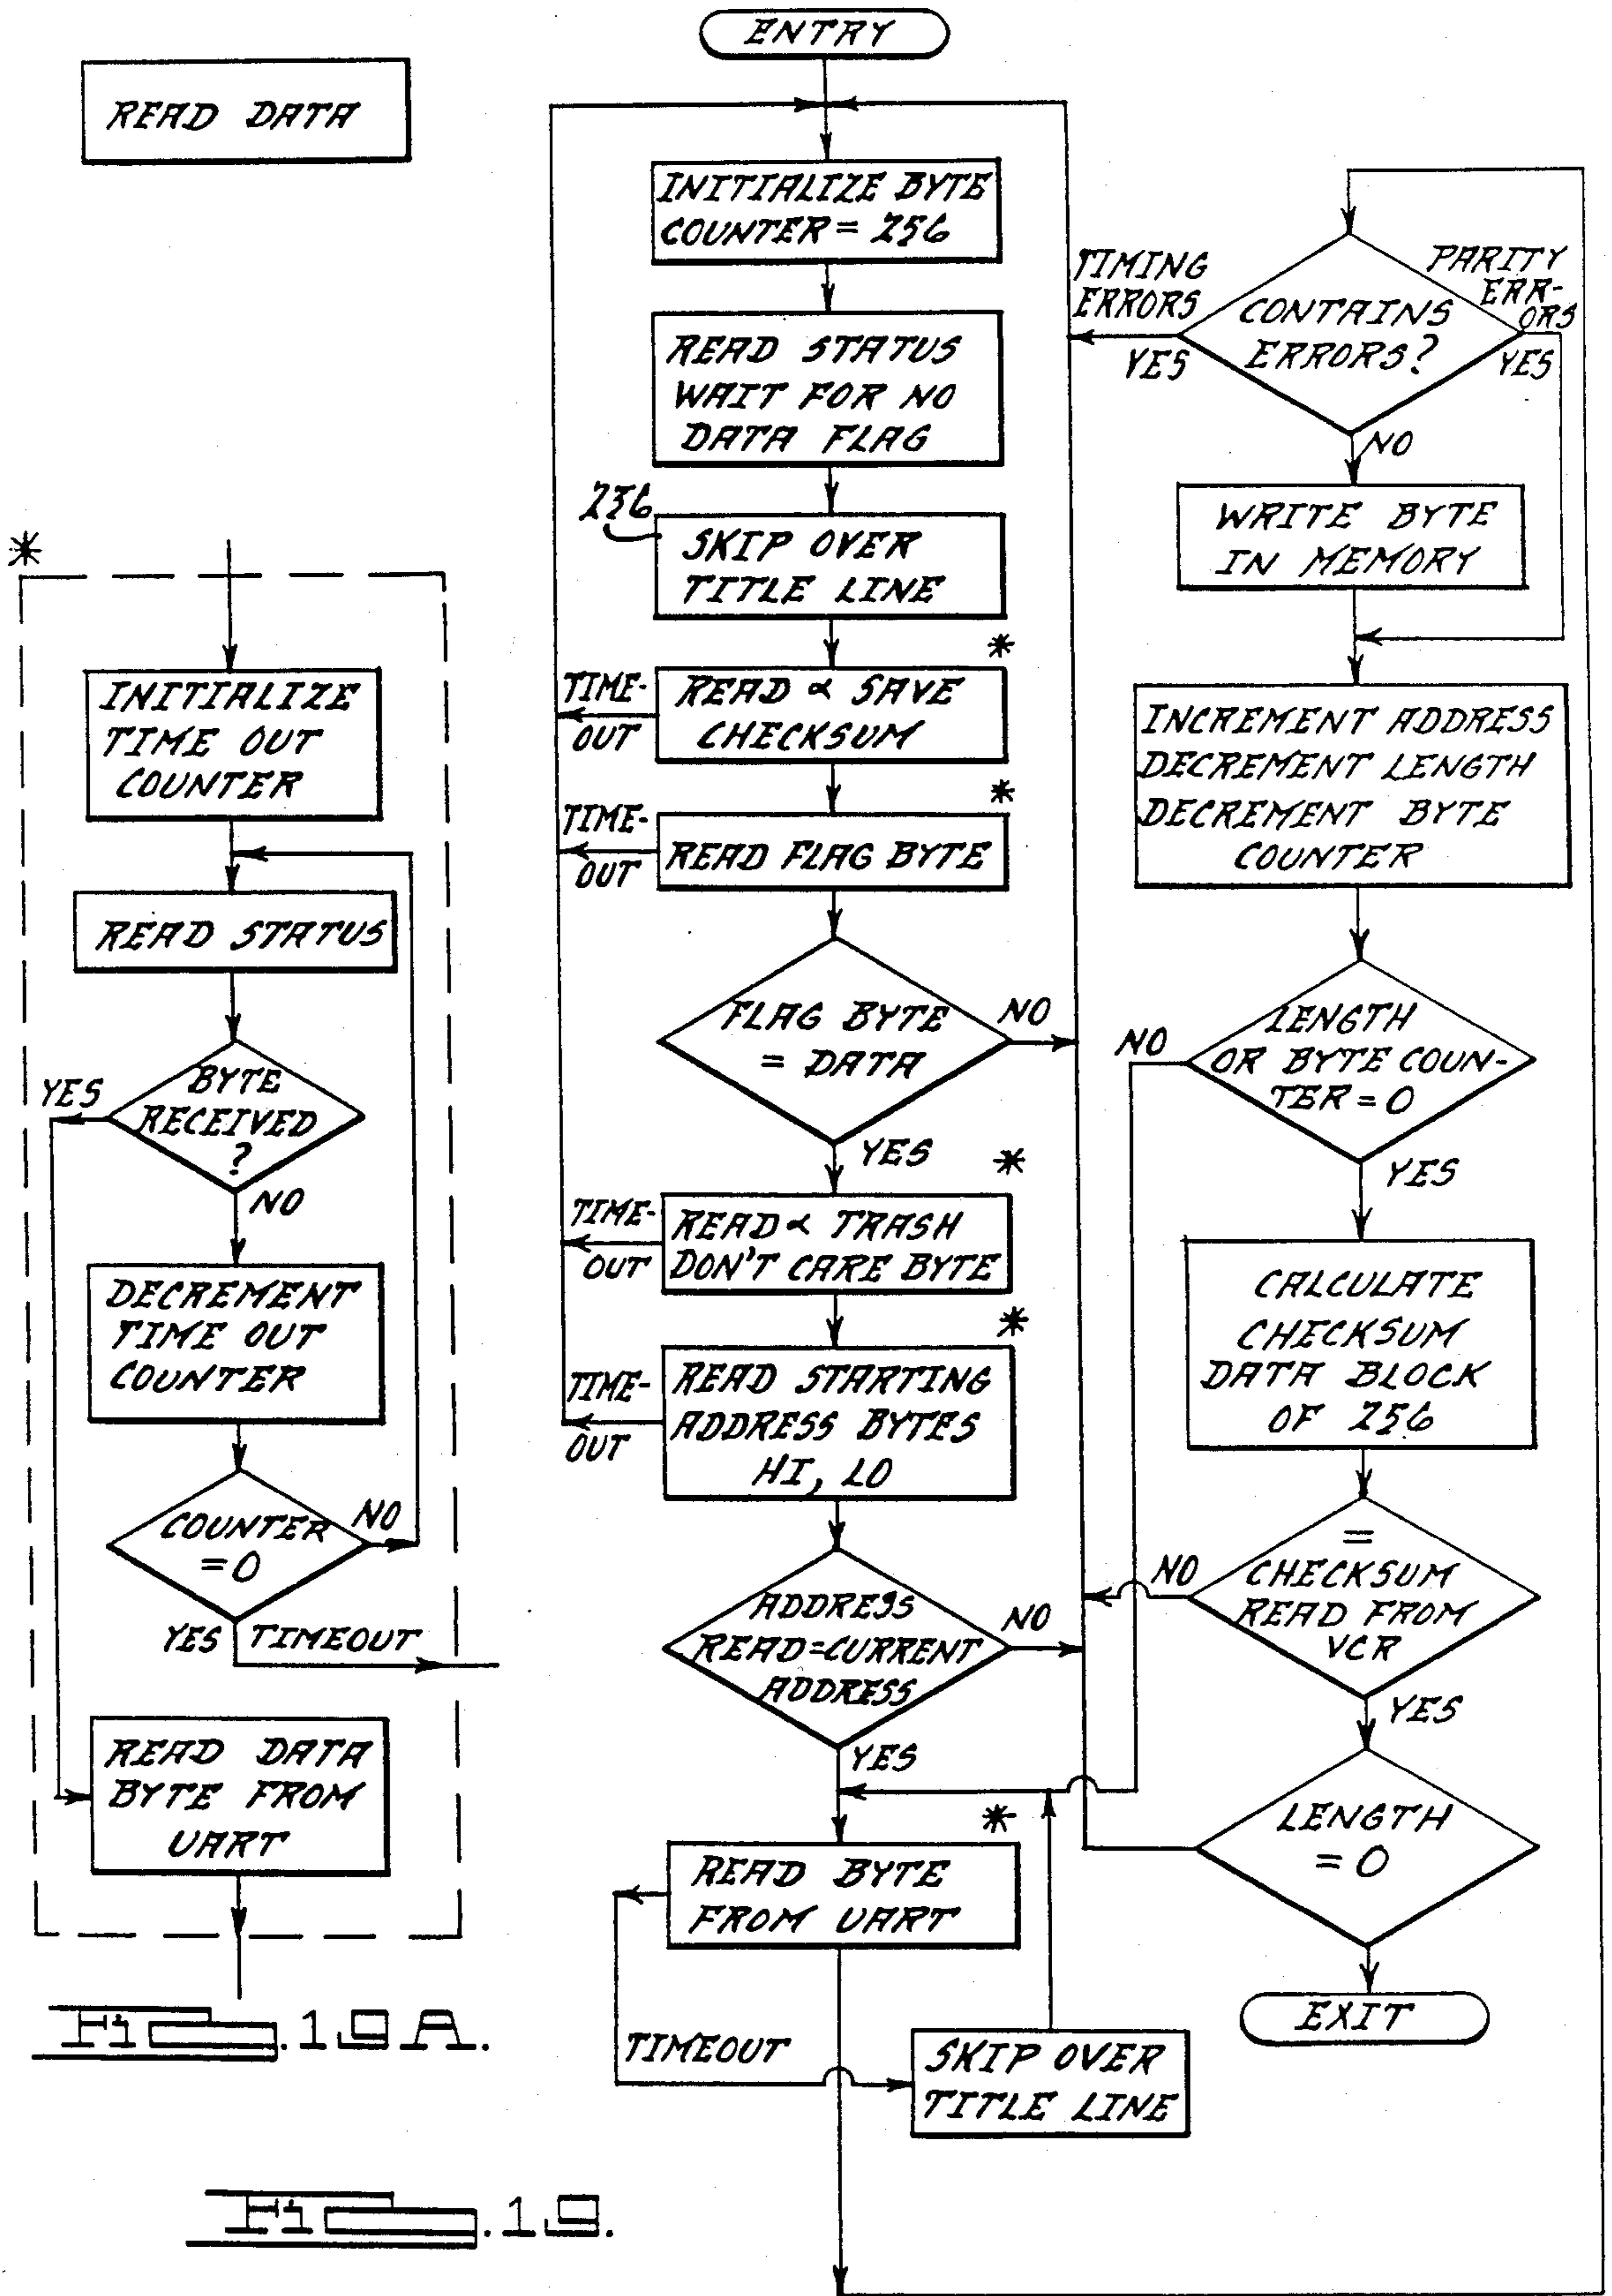 READ DATA
*
INITIALIZE
TIME OUT
COUNTER
READ STATUS
BYTE
RECEIVED
?
YES
NO
DECREMENT
TIME OUT
COUNTER
COUNTER
=0
NO
YES
TIMEOUT
READ DATA
BYTE FROM
UART
FIG. 19A.
ENTRY
INITIALIZE BYTE
COUNTER = 256
READ STATUS
WAIT FOR NO
DATA FLAG
236
SKIP OVER
TITLE LINE
*
TIME-
OUT
READ & SAVE
CHECKSUM
*
TIME-
OUT
READ FLAG BYTE
FLAG BYTE
= DATA
NO
YES
*
TIME-
OUT
READ & TRASH
DON'T CARE BYTE
*
TIME-
OUT
READ STARTING
ADDRESS BYTES
HI, LO
ADDRESS
READ=CURRENT
ADDRESS
NO
YES
*
READ BYTE
FROM UART
TIMEOUT
SKIP OVER
TITLE LINE
TIMING
ERRORS
YES
CONTAINS
ERRORS?
PARITY
ERR-
ORS
YES
NO
WRITE BYTE
IN MEMORY
INCREMENT ADDRESS
DECREMENT LENGTH
DECREMENT BYTE
COUNTER
LENGTH
OR BYTE COUN-
TER=0
NO
YES
CALCULATE
CHECKSUM
DATA BLOCK
OF 256
=
CHECKSUM
READ FROM
VCR
NO
YES
LENGTH
=0
EXIT
FIG. 19.